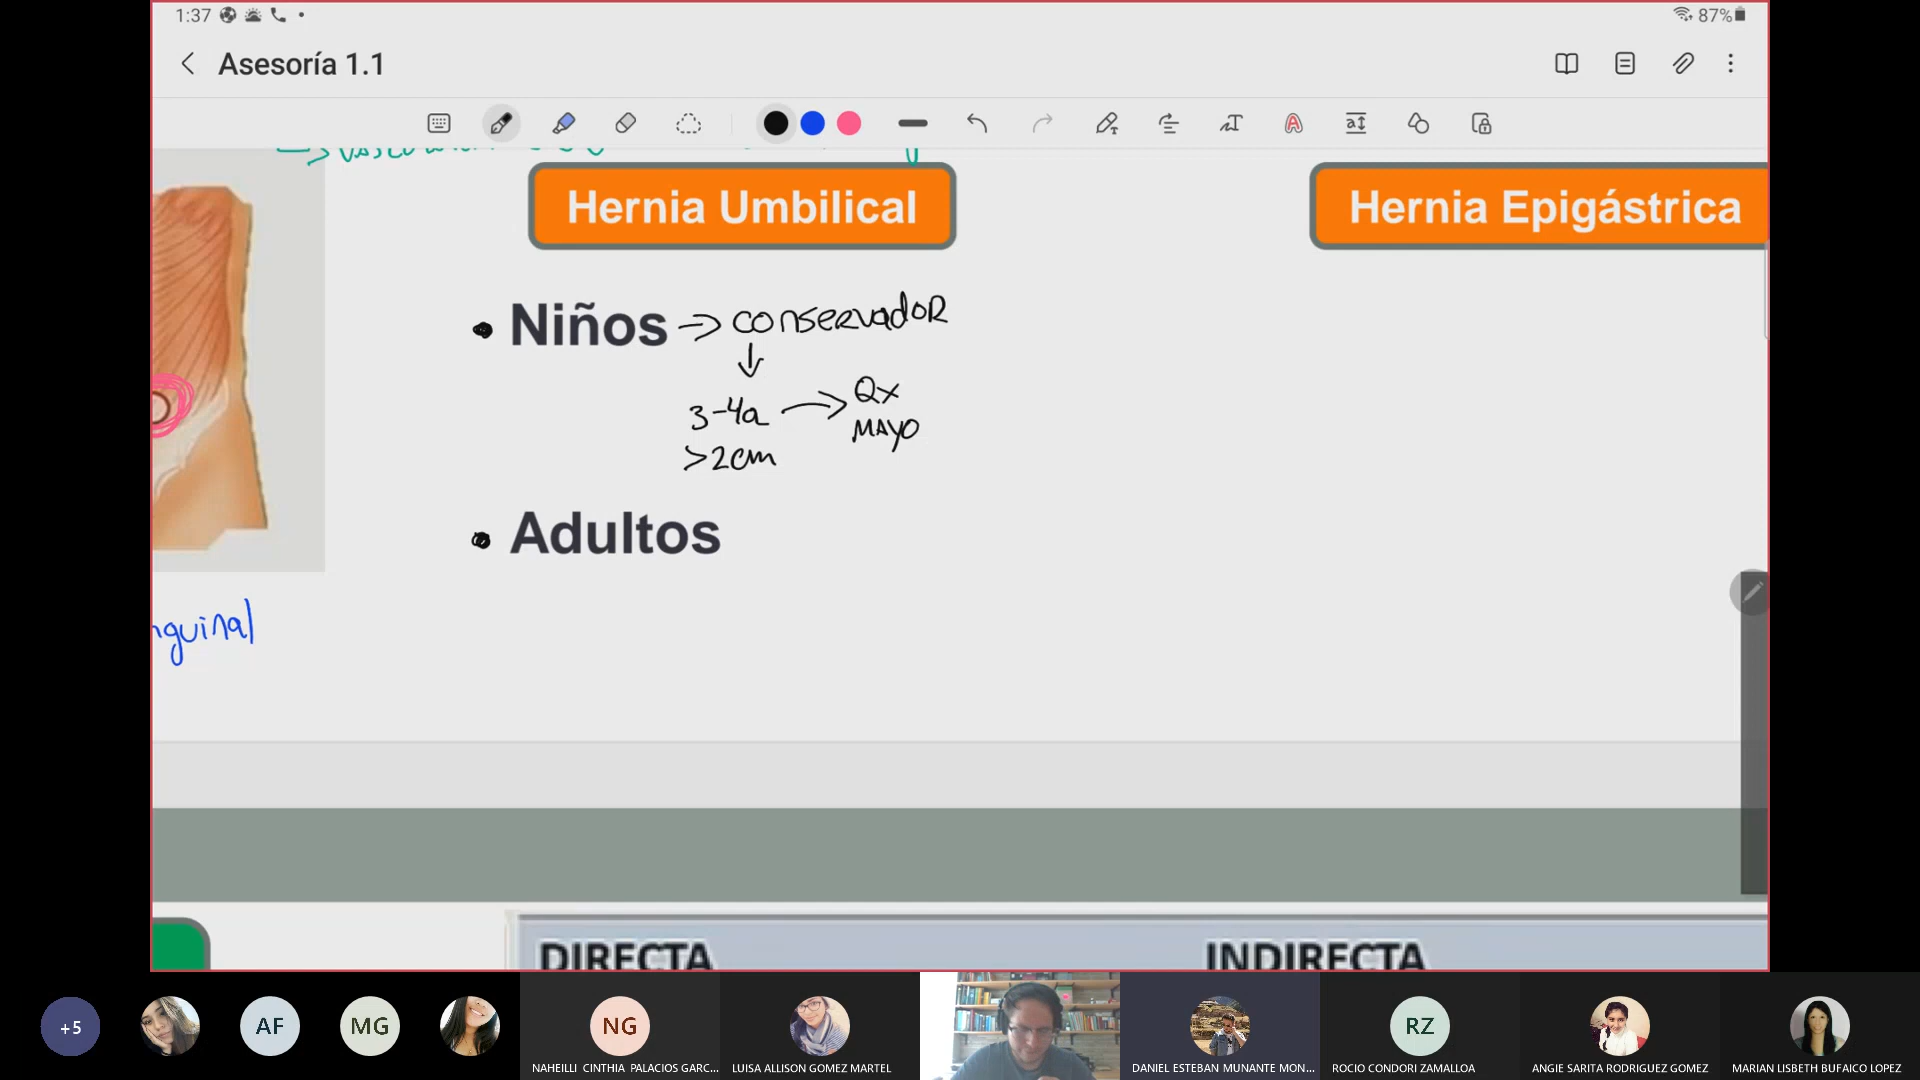 1:37
87%
Asesoría 1.1
Hernia Umbilical
Hernia Epigástrica
Niños → conservador
↓
3-4a → Qx
MAYO
>2cm
Adultos
nguinal
DIRECTA
INDIRECTA
+5
AF
MG
NG
RZ
NAHEILLI CINTHIA PALACIOS GARC...
LUISA ALLISON GOMEZ MARTEL
DANIEL ESTEBAN MUNANTE MON...
ROCIO CONDORI ZAMALLOA
ANGIE SARITA RODRIGUEZ GOMEZ
MARIAN LISBETH BUFAICO LOPEZ